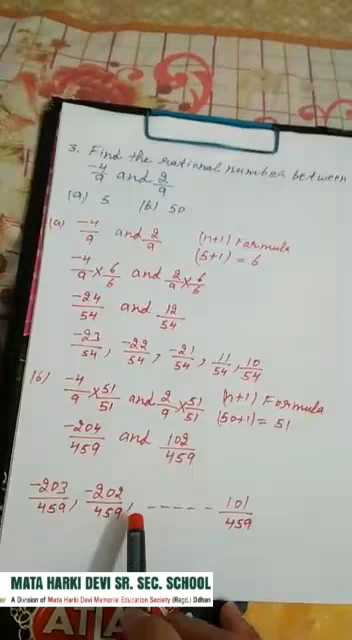 3. Find the rational number between
-4/9 and 2/9
(a) 5 (b) 50
(a) -4/9 and 2/9 (n+1) Formula
(5+1) = 6
-4/9 × 6/6 and 2/9 × 6/6
-24/54 and 12/54
-23/54, -22/54, -21/54, 11/54, 10/54
(b) -4/9 × 51/51 and 2/9 × 51/51 (n+1) Formula
(50+1) = 51
-204/459 and 102/459
-203/459, -202/459, ------ 101/459
MATA HARKI DEVI SR. SEC. SCHOOL
A Division of Mata Harki Devi Memorial Education Society (Regd.) Odhan